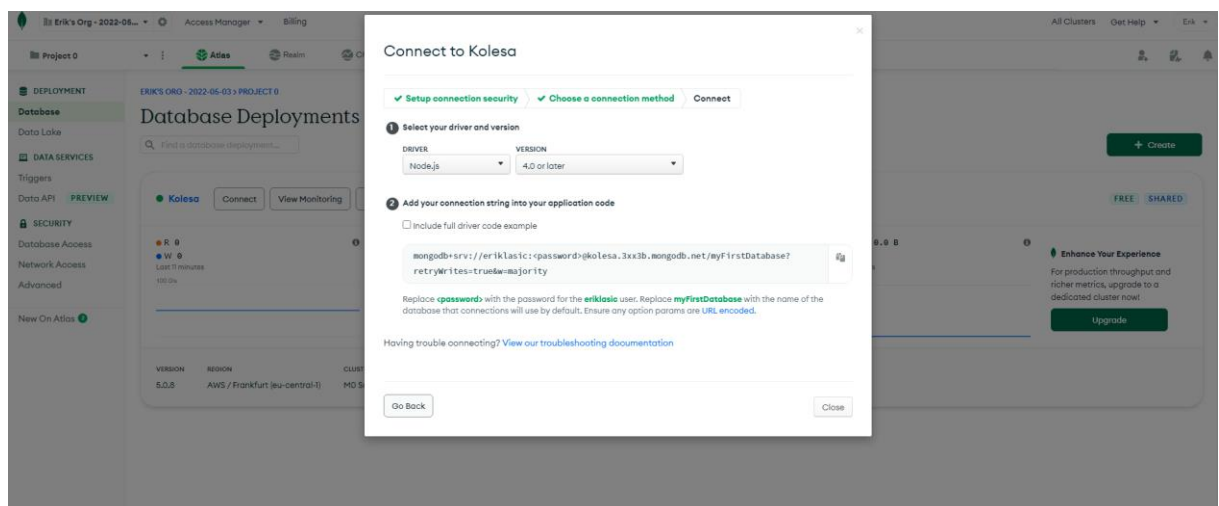 Erik's Org - 2022-05...
Access Manager
Billing
All Clusters
Get Help
Erik
Project 0
Atlas
Realm
ERIK'S ORG - 2022-05-03 > PROJECT 0
Database Deployments
Find a database deployment...
+ Create
DEPLOYMENT
Database
Data Lake
DATA SERVICES
Triggers
Data API PREVIEW
SECURITY
Database Access
Network Access
Advanced
New On Atlas
Kolesa
Connect
View Monitoring
FREE SHARED
R 0
W 0
Last 11 minutes
100.0/s
0.0 B
Enhance Your Experience
For production throughput and
richer metrics, upgrade to a
dedicated cluster now!
Upgrade
VERSION
5.0.8
REGION
AWS / Frankfurt (eu-central-1)
Connect to Kolesa
Setup connection security
Choose a connection method
Connect
1 Select your driver and version
DRIVER
VERSION
Node.js
4.0 or later
2 Add your connection string into your application code
Include full driver code example
mongodb+srv://eriklasic:<password>@kolesa.3xx3b.mongodb.net/myFirstDatabase?
retryWrites=true&w=majority
Replace <password> with the password for the eriklasic user. Replace myFirstDatabase with the name of the
database that connections will use by default. Ensure any option params are URL encoded.
Having trouble connecting? View our troubleshooting documentation
Go Back
Close